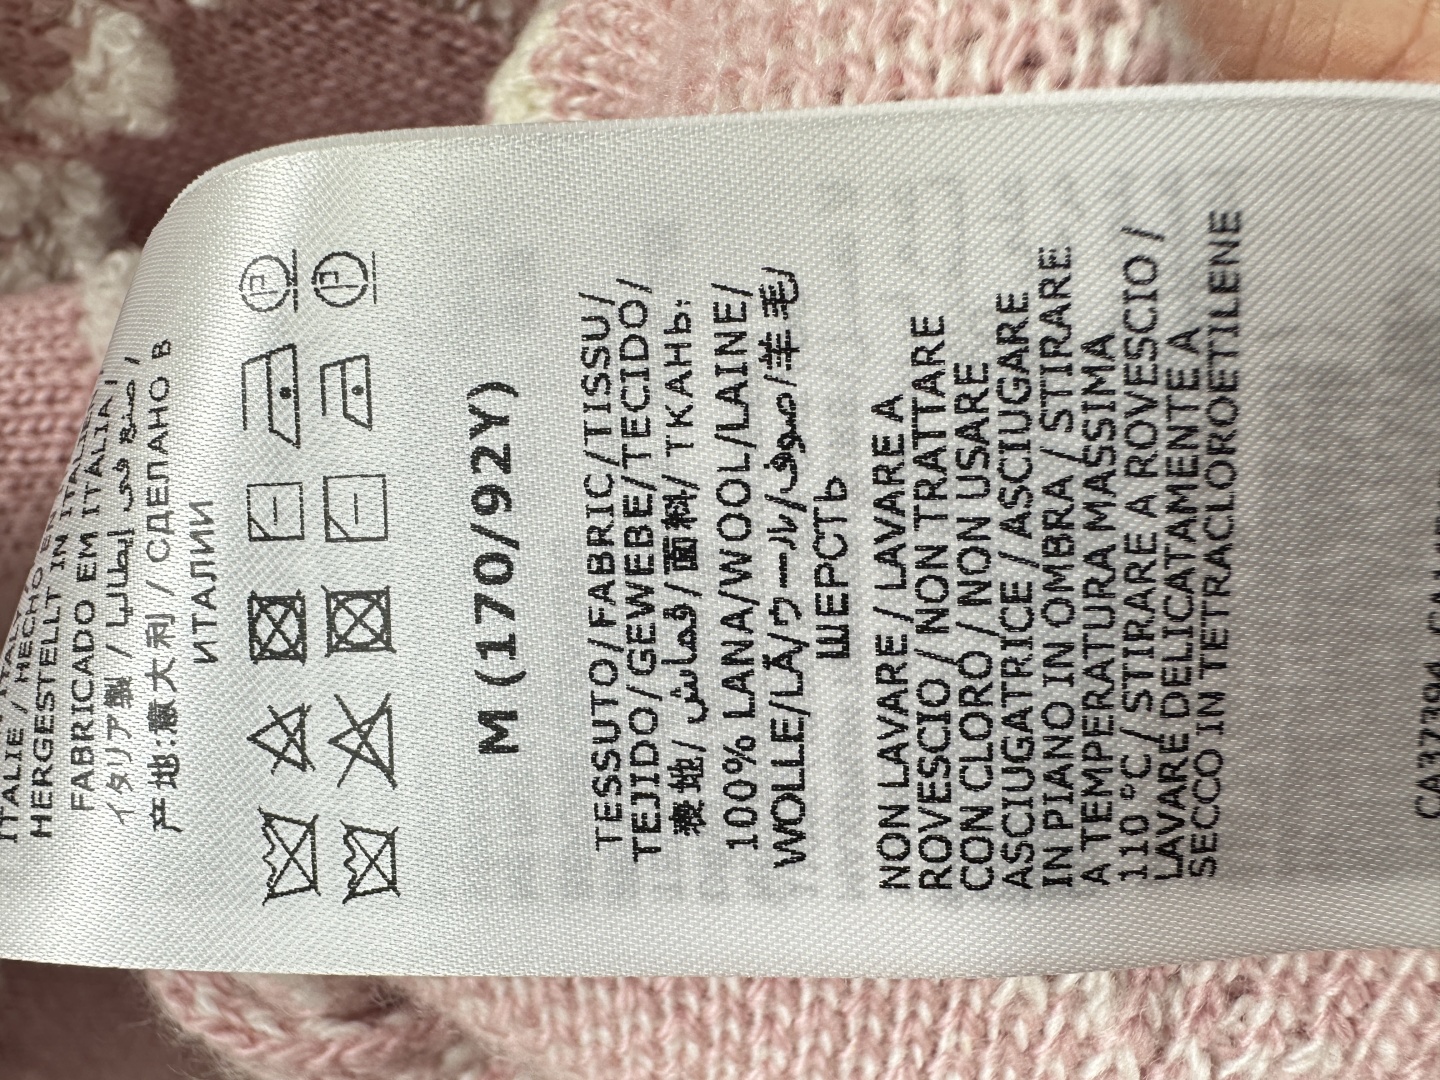 ITALIE / HECHO EN
HERGESTELLT IN ITALIEN
FABRICADO EM ITALIA /
イタリア製 / صنع في إيطاليا /
产地:意大利 / СДЕЛАНО В
ИТАЛИИ
M (170/92Y)
TESSUTO/FABRIC/TISSU/
TEJIDO/GEWEBE/TECIDO/
表地/ قماش/面料/ ТКАНЬ:
100% LANA/WOOL/LAINE/
WOLLE/LÃ/ウール/صوف/羊毛/
ШЕРСТЬ
NON LAVARE / LAVARE A
ROVESCIO / NON TRATTARE
CON CLORO / NON USARE
ASCIUGATRICE / ASCIUGARE
IN PIANO IN OMBRA / STIRARE
A TEMPERATURA MASSIMA
110°C / STIRARE A ROVESCIO /
LAVARE DELICATAMENTE A
SECCO IN TETRACLOROETILENE